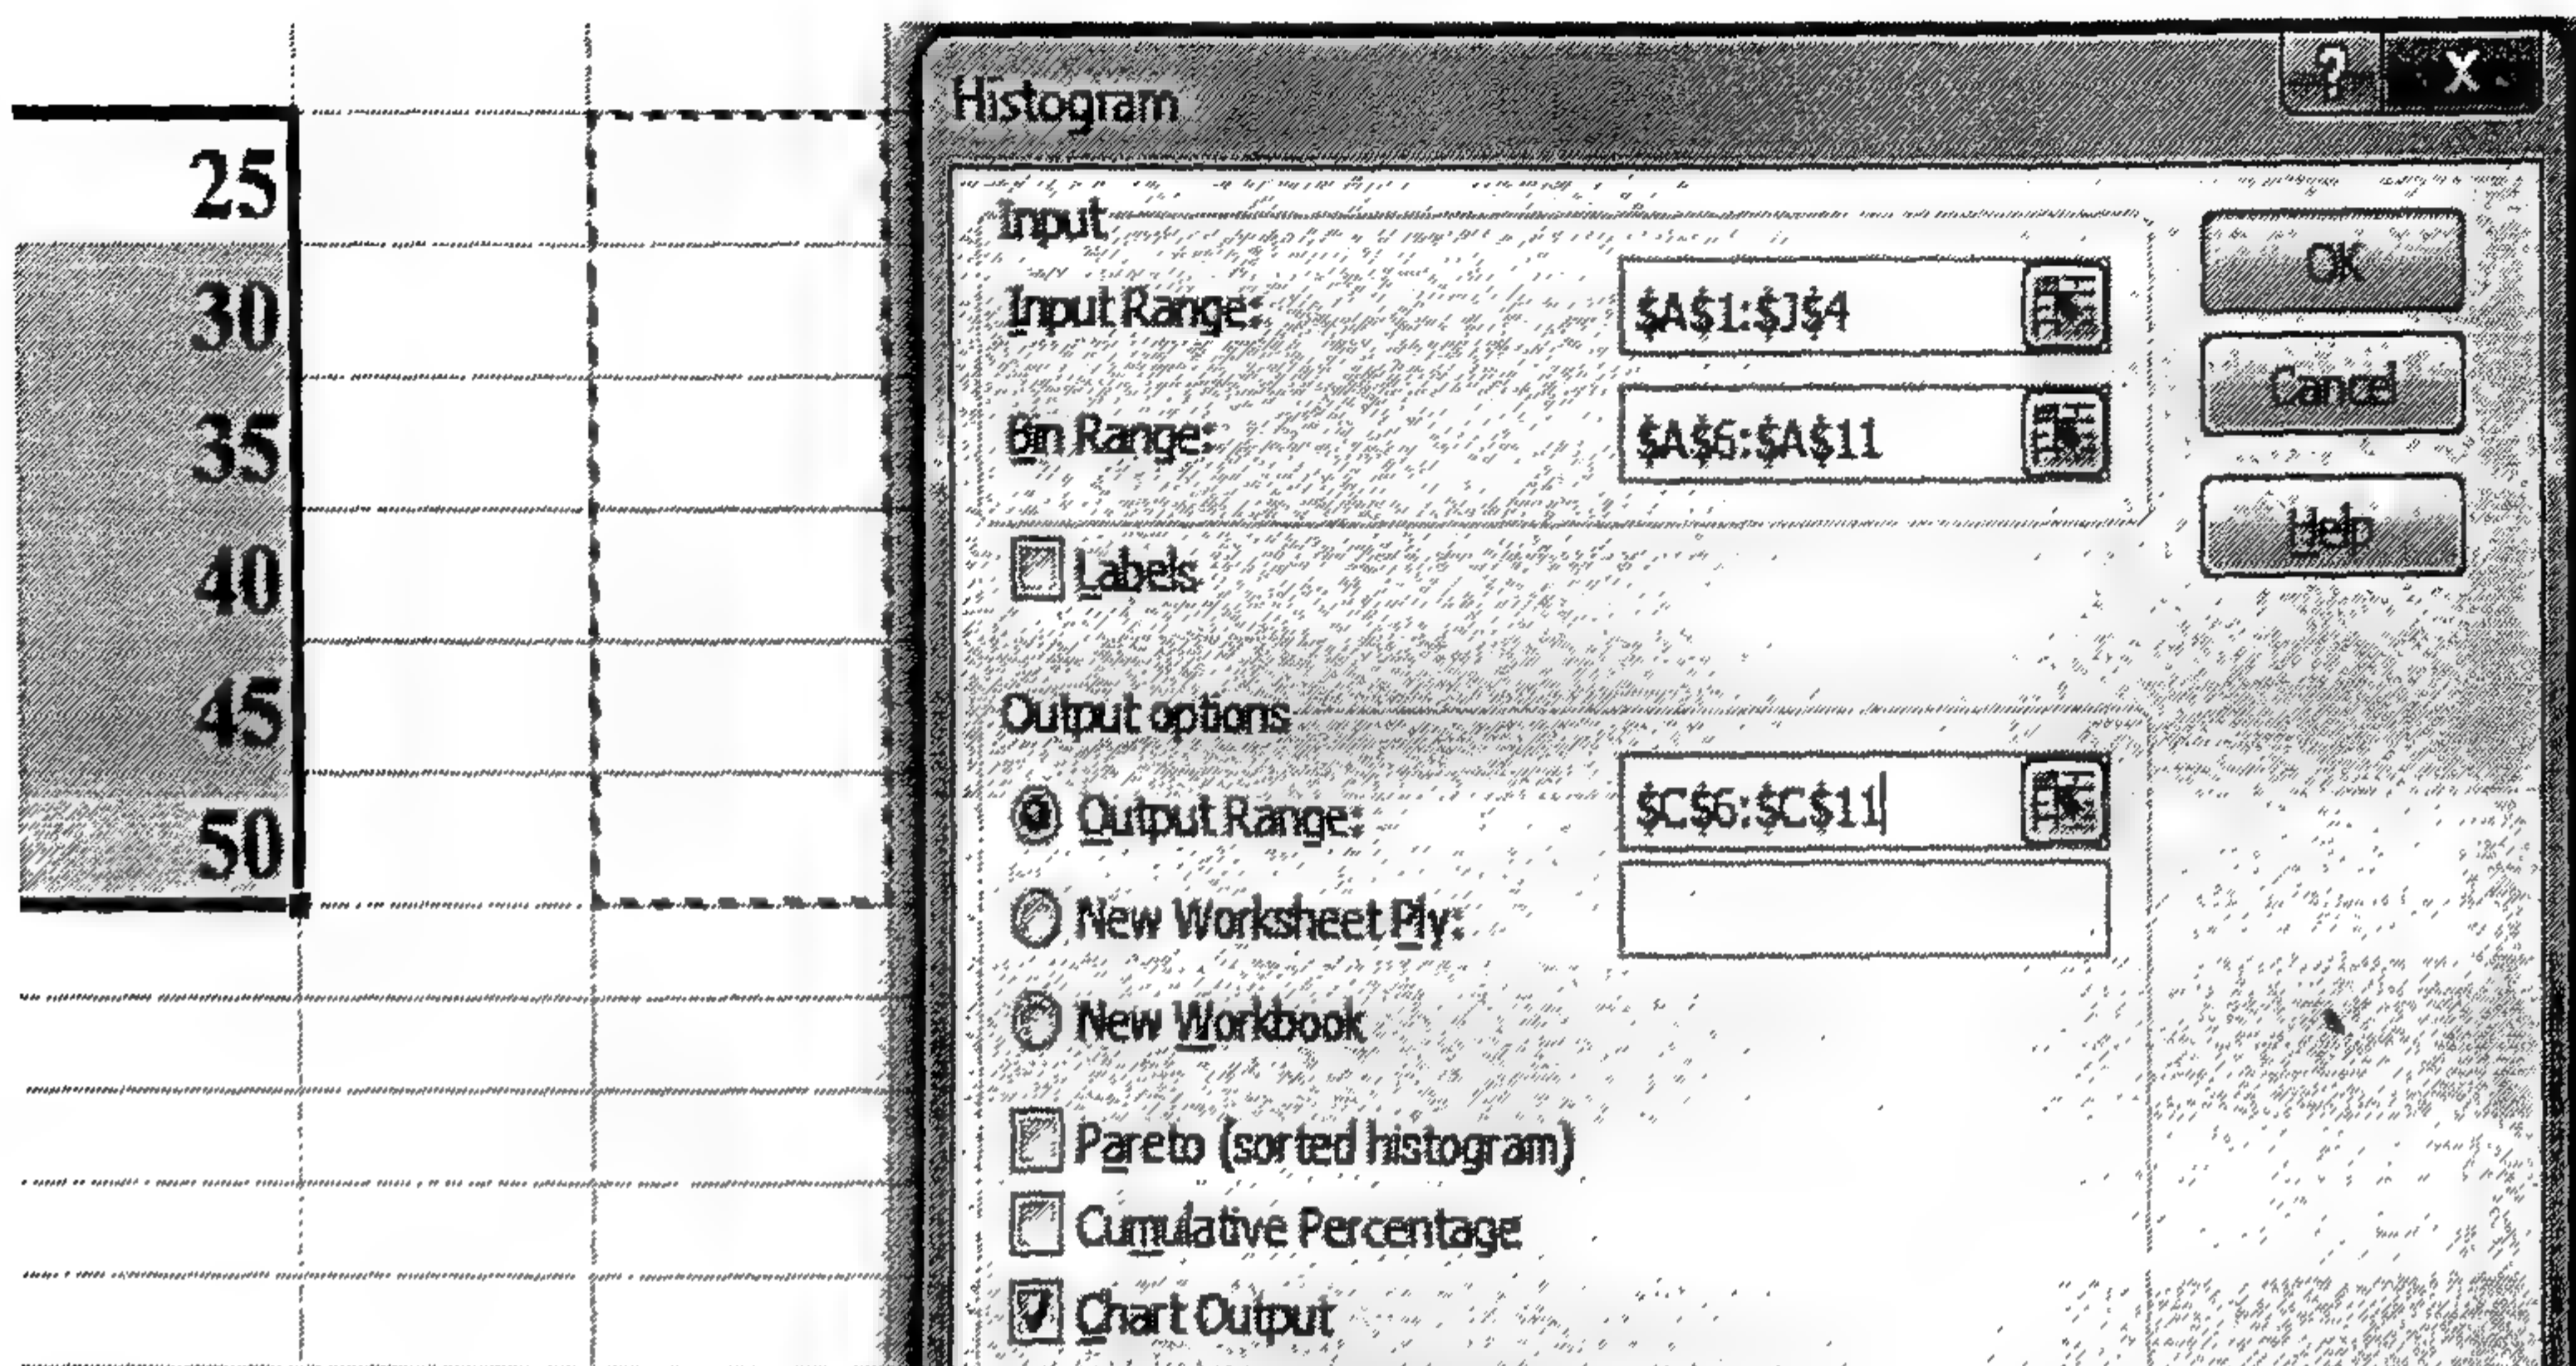 25
30
35
40
45
50
Histogram
? X
Input
Input Range: $A$1:$J$4
Bin Range: $A$6:$A$11
Labels
OK
Cancel
Help
Output options
Output Range: $C$6:$C$11
New Worksheet Ply:
New Workbook
Pareto (sorted histogram)
Cumulative Percentage
Chart Output